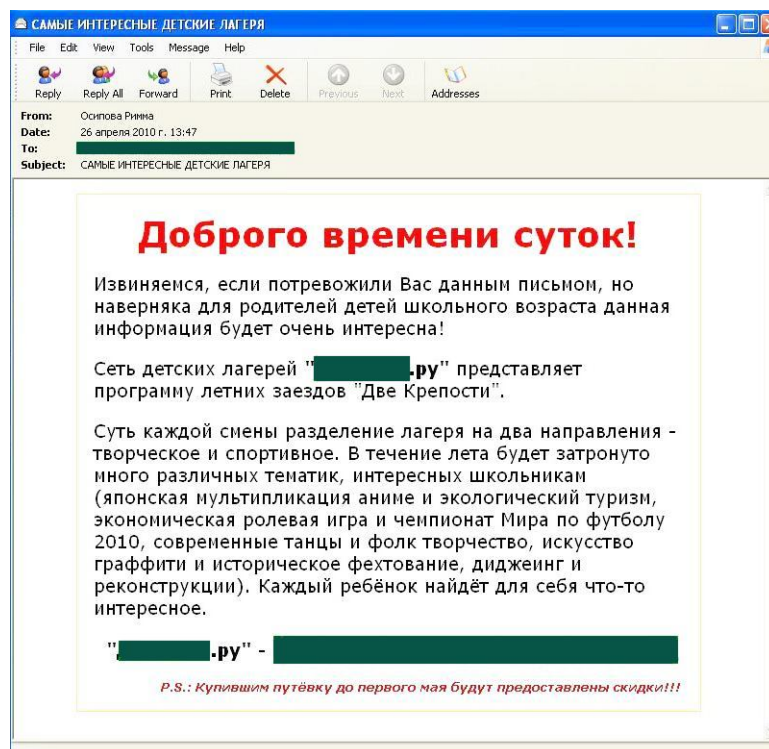 САМЫЕ ИНТЕРЕСНЫЕ ДЕТСКИЕ ЛАГЕРЯ
File Edit View Tools Message Help
Reply Reply All Forward Print Delete Previous Next Addresses
From: Осипова Римма
Date: 26 апреля 2010 г. 13:47
To:
Subject: САМЫЕ ИНТЕРЕСНЫЕ ДЕТСКИЕ ЛАГЕРЯ
Доброго времени суток!
Извиняемся, если потревожили Вас данным письмом, но
наверняка для родителей детей школьного возраста данная
информация будет очень интересна!
Сеть детских лагерей " .ру" представляет
программу летних заездов "Две Крепости".
Суть каждой смены разделение лагеря на два направления -
творческое и спортивное. В течение лета будет затронуто
много различных тематик, интересных школьникам
(японская мультипликация аниме и экологический туризм,
экономическая ролевая игра и чемпионат Мира по футболу
2010, современные танцы и фолк творчество, искусство
граффити и историческое фехтование, диджеинг и
реконструкции). Каждый ребёнок найдёт для себя что-то
интересное.
" .ру" -
P.S.: Купившим путёвку до первого мая будут предоставлены скидки!!!